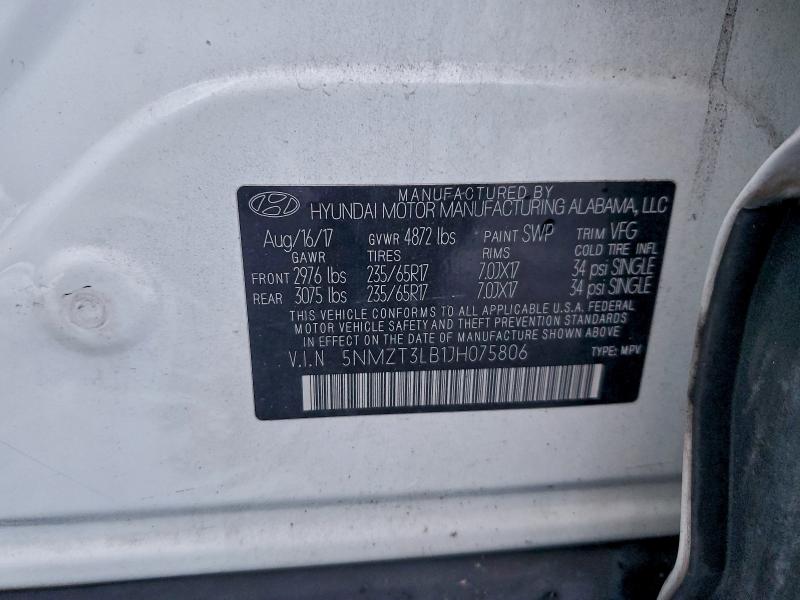 MANUFACTURED BY
HYUNDAI MOTOR MANUFACTURING ALABAMA, LLC
Aug/16/17 GVWR 4872 lbs PAINT SWP TRIM VFG
GAWR TIRES RIMS COLD TIRE INFL
FRONT 2976 lbs 235/65R17 7.0JX17 34 psi SINGLE
REAR 3075 lbs 235/65R17 7.0JX17 34 psi SINGLE
THIS VEHICLE CONFORMS TO ALL APPLICABLE U.S.A. FEDERAL
MOTOR VEHICLE SAFETY AND THEFT PREVENTION STANDARDS
IN EFFECT ON THE DATE OF MANUFACTURE SHOWN ABOVE
V.I.N 5NMZT3LB1JH075806 TYPE: MPV